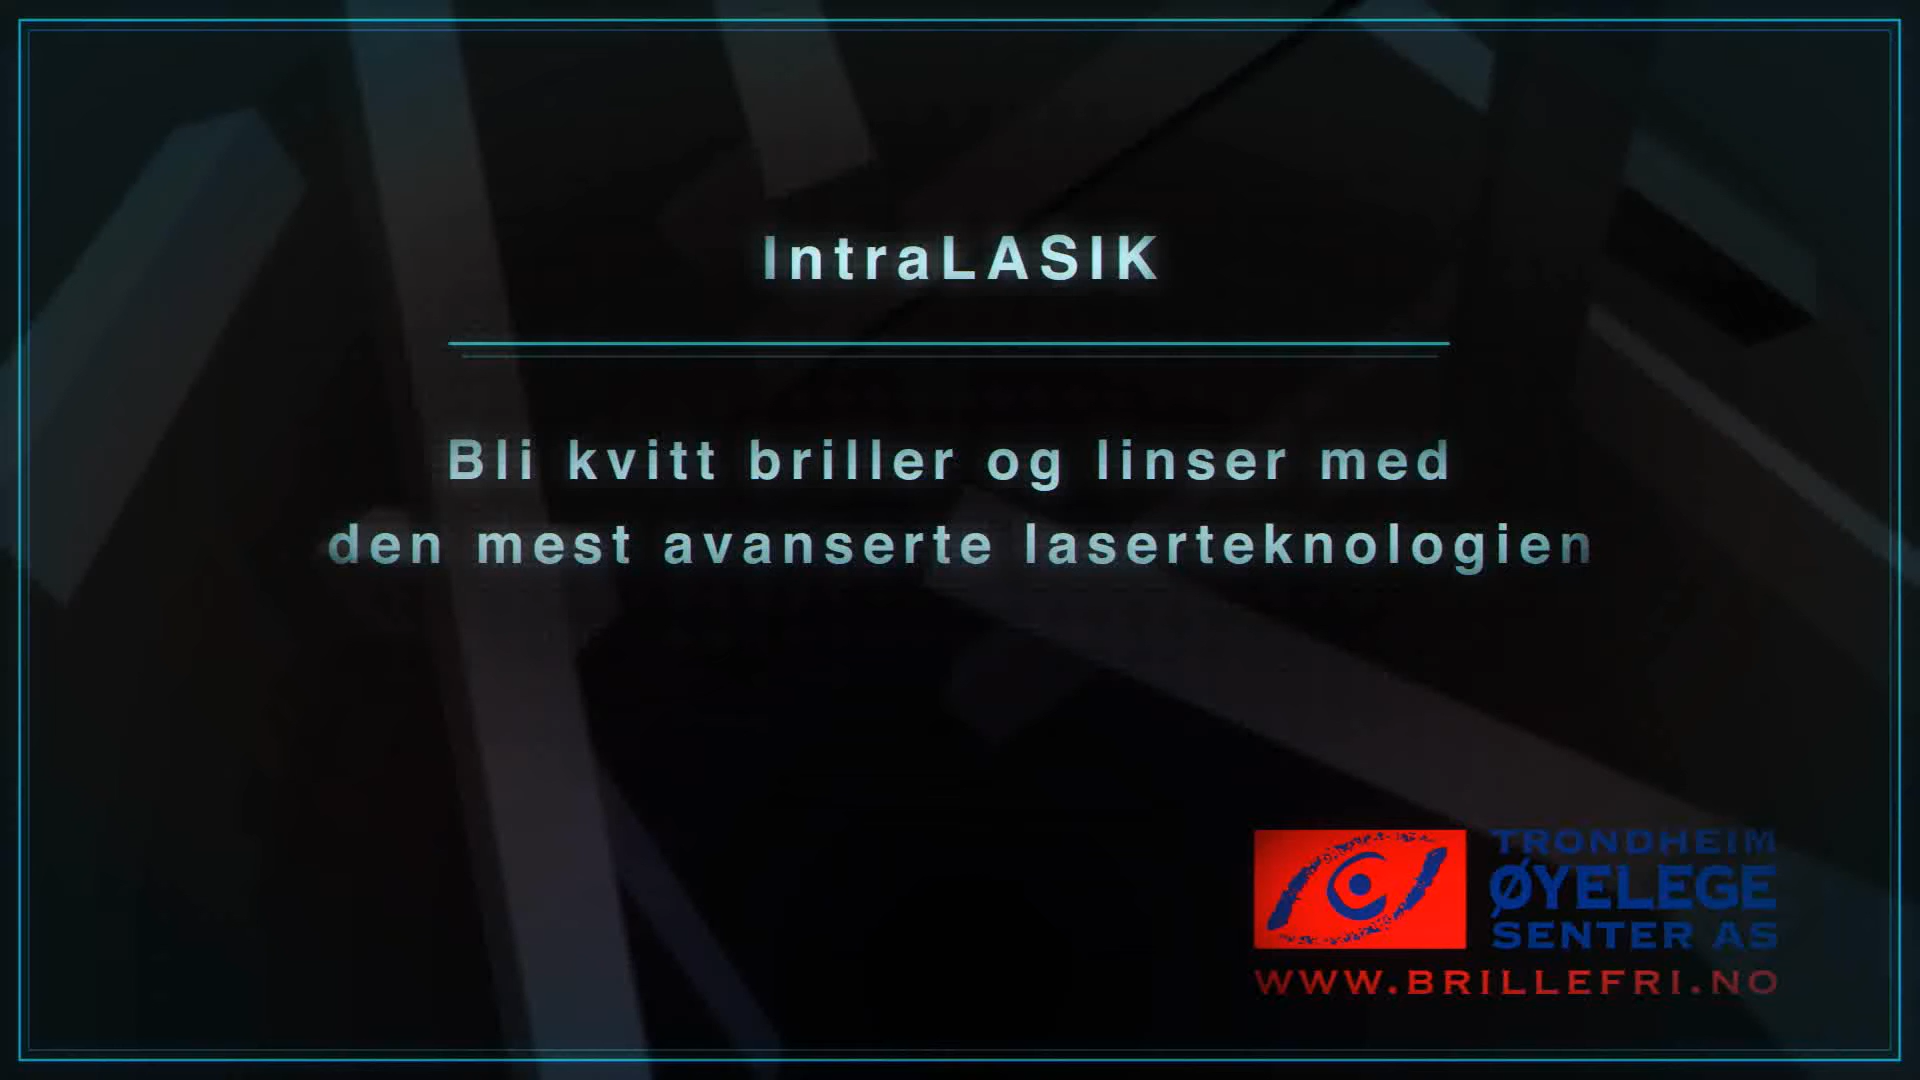 IntraLASIK
Bli kvitt briller og linser med
den mest avanserte laserteknologien
TRONDHEIM
ØYELEGE
SENTER AS
WWW.BRILLEFRI.NO